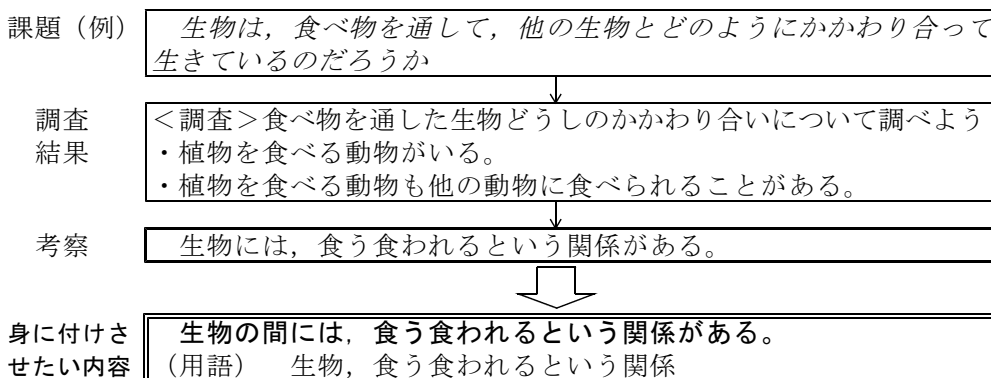 課題（例） 生物は，食べ物を通して，他の生物とどのようにかかわり合って
生きているのだろうか
調査 ＜調査＞食べ物を通した生物どうしのかかわり合いについて調べよう
結果 ・植物を食べる動物がいる。
・植物を食べる動物も他の動物に食べられることがある。
考察 生物には，食う食われるという関係がある。
身に付けさ 生物の間には，食う食われるという関係がある。
せたい内容 （用語） 生物，食う食われるという関係